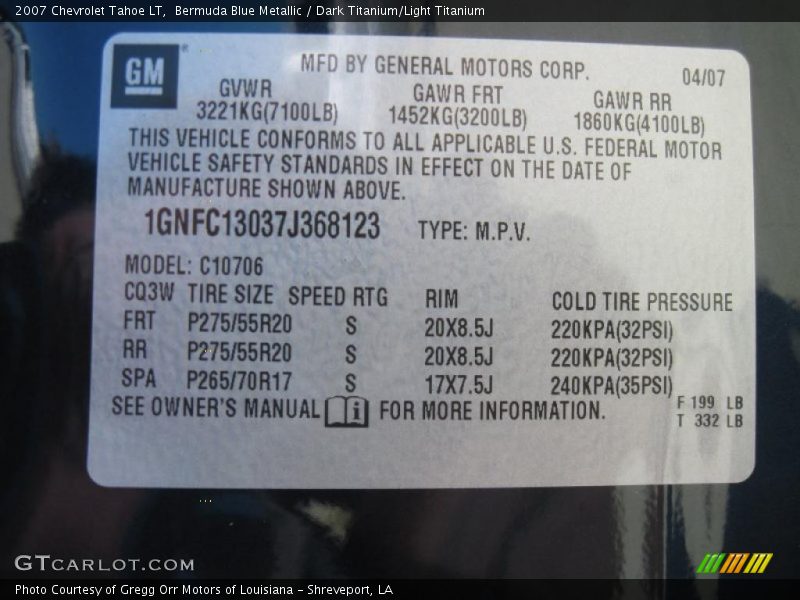 2007 Chevrolet Tahoe LT,  Bermuda Blue Metallic / Dark Titanium/Light Titanium
GM ®
MFD BY GENERAL MOTORS CORP. 04/07
GVWR GAWR FRT GAWR RR
3221KG(7100LB) 1452KG(3200LB) 1860KG(4100LB)
THIS VEHICLE CONFORMS TO ALL APPLICABLE U.S. FEDERAL MOTOR
VEHICLE SAFETY STANDARDS IN EFFECT ON THE DATE OF
MANUFACTURE SHOWN ABOVE.
1GNFC13037J368123 TYPE: M.P.V.
MODEL: C10706
CQ3W TIRE SIZE SPEED RTG RIM COLD TIRE PRESSURE
FRT P275/55R20 S 20X8.5J 220KPA(32PSI)
RR P275/55R20 S 20X8.5J 220KPA(32PSI)
SPA P265/70R17 S 17X7.5J 240KPA(35PSI)
SEE OWNER'S MANUAL i FOR MORE INFORMATION.
F 199 LB
T 332 LB
GTCARLOT.COM
Photo Courtesy of Gregg Orr Motors of Louisiana - Shreveport, LA